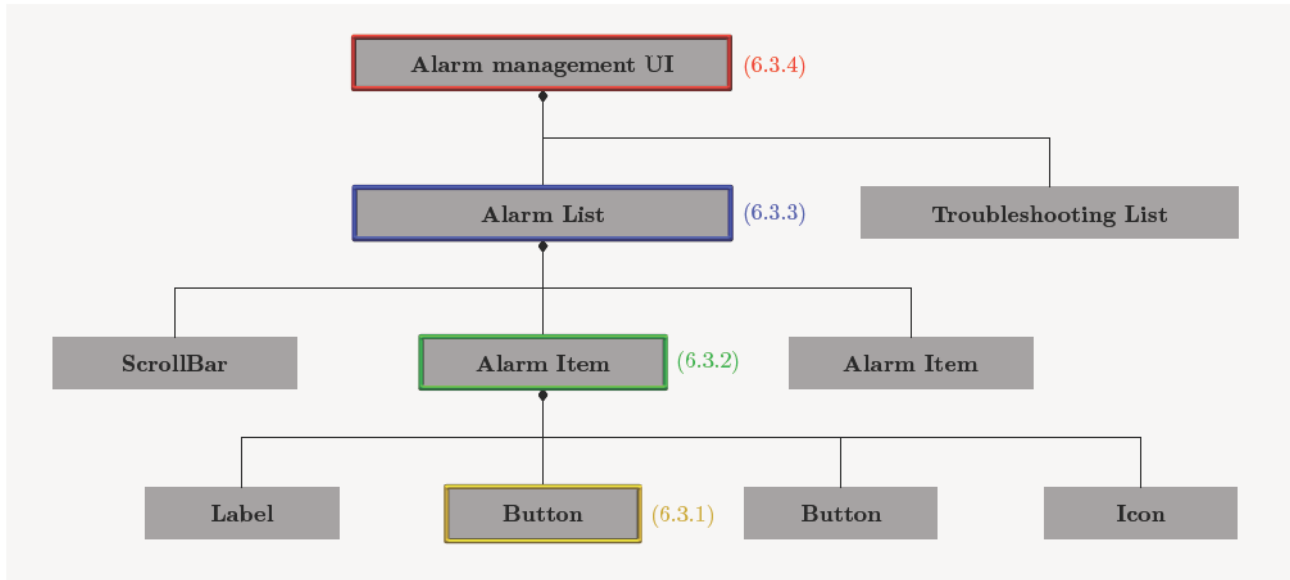 Alarm management UI (6.3.4)
Alarm List (6.3.3) Troubleshooting List
ScrollBar Alarm Item (6.3.2) Alarm Item
Label Button (6.3.1) Button Icon